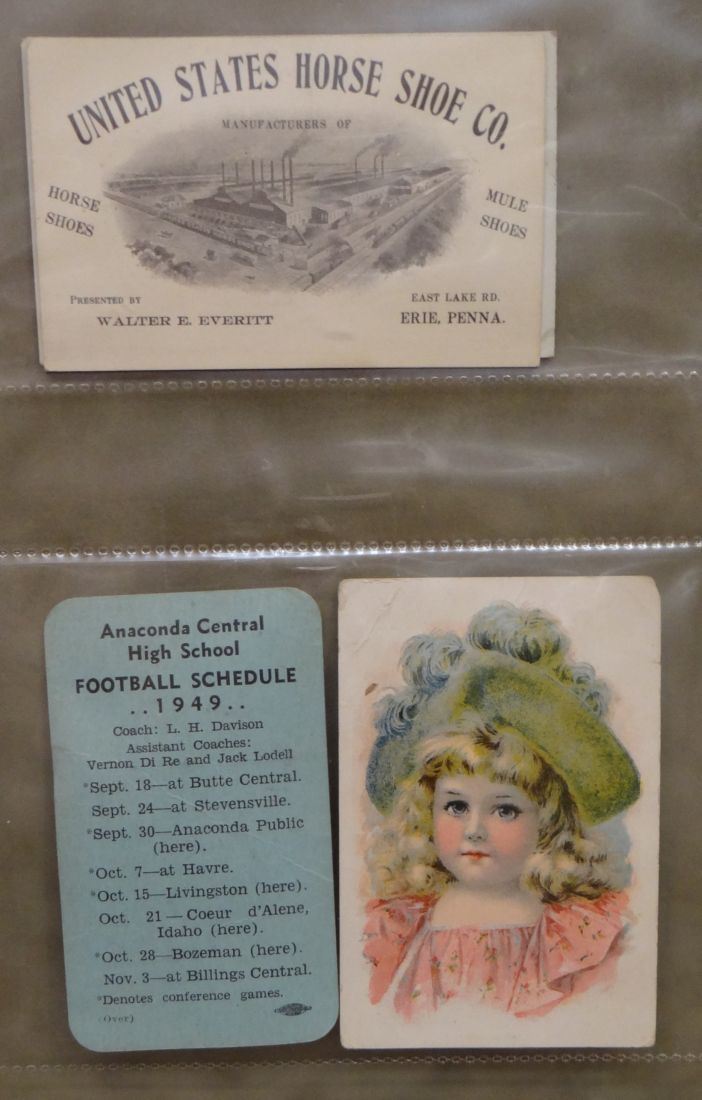 UNITED STATES HORSE SHOE CO.
MANUFACTURERS OF
HORSE
SHOES
MULE
SHOES
PRESENTED BY
WALTER E. EVERITT
EAST LAKE RD.
ERIE, PENNA.
Anaconda Central
High School
FOOTBALL SCHEDULE
..1949..
Coach: L. H. Davison
Assistant Coaches:
Vernon Di Re and Jack Lodell
*Sept. 18—at Butte Central.
Sept. 24—at Stevensville.
*Sept. 30—Anaconda Public
(here).
*Oct. 7—at Havre.
*Oct. 15—Livingston (here).
Oct. 21—Coeur d'Alene,
Idaho (here).
*Oct. 28—Bozeman (here).
Nov. 3—at Billings Central.
*Denotes conference games.
(Over)